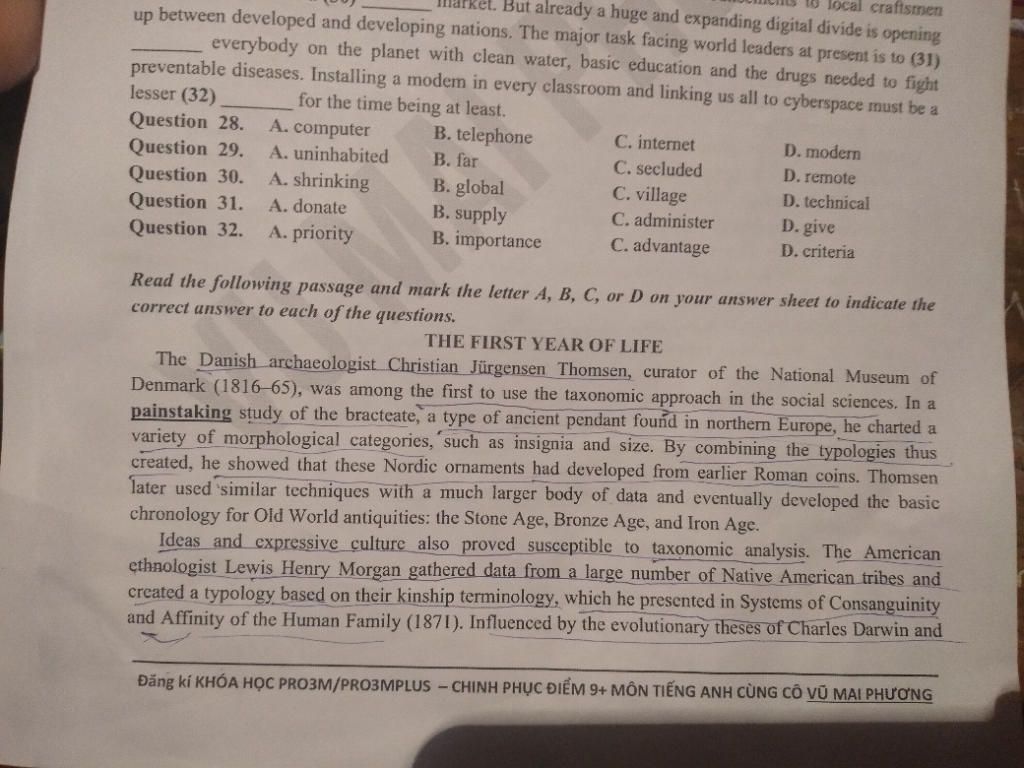 market. But already a huge and expanding digital divide is opening
to local craftsmen
up between developed and developing nations. The major task facing world leaders at present is to (31)
________ everybody on the planet with clean water, basic education and the drugs needed to fight
preventable diseases. Installing a modem in every classroom and linking us all to cyberspace must be a
lesser (32) ________ for the time being at least.
Question 28. A. computer B. telephone C. internet D. modern
Question 29. A. uninhabited B. far C. secluded D. remote
Question 30. A. shrinking B. global C. village D. technical
Question 31. A. donate B. supply C. administer D. give
Question 32. A. priority B. importance C. advantage D. criteria
Read the following passage and mark the letter A, B, C, or D on your answer sheet to indicate the
correct answer to each of the questions.
THE FIRST YEAR OF LIFE
The Danish archaeologist Christian Jürgensen Thomsen, curator of the National Museum of
Denmark (1816–65), was among the first to use the taxonomic approach in the social sciences. In a
painstaking study of the bracteate, a type of ancient pendant found in northern Europe, he charted a
variety of morphological categories, such as insignia and size. By combining the typologies thus
created, he showed that these Nordic ornaments had developed from earlier Roman coins. Thomsen
later used similar techniques with a much larger body of data and eventually developed the basic
chronology for Old World antiquities: the Stone Age, Bronze Age, and Iron Age.
Ideas and expressive culture also proved susceptible to taxonomic analysis. The American
ethnologist Lewis Henry Morgan gathered data from a large number of Native American tribes and
created a typology based on their kinship terminology, which he presented in Systems of Consanguinity
and Affinity of the Human Family (1871). Influenced by the evolutionary theses of Charles Darwin and
Đăng kí KHÓA HỌC PRO3M/PRO3MPLUS – CHINH PHỤC ĐIỂM 9+ MÔN TIẾNG ANH CÙNG CÔ VŨ MAI PHƯƠNG